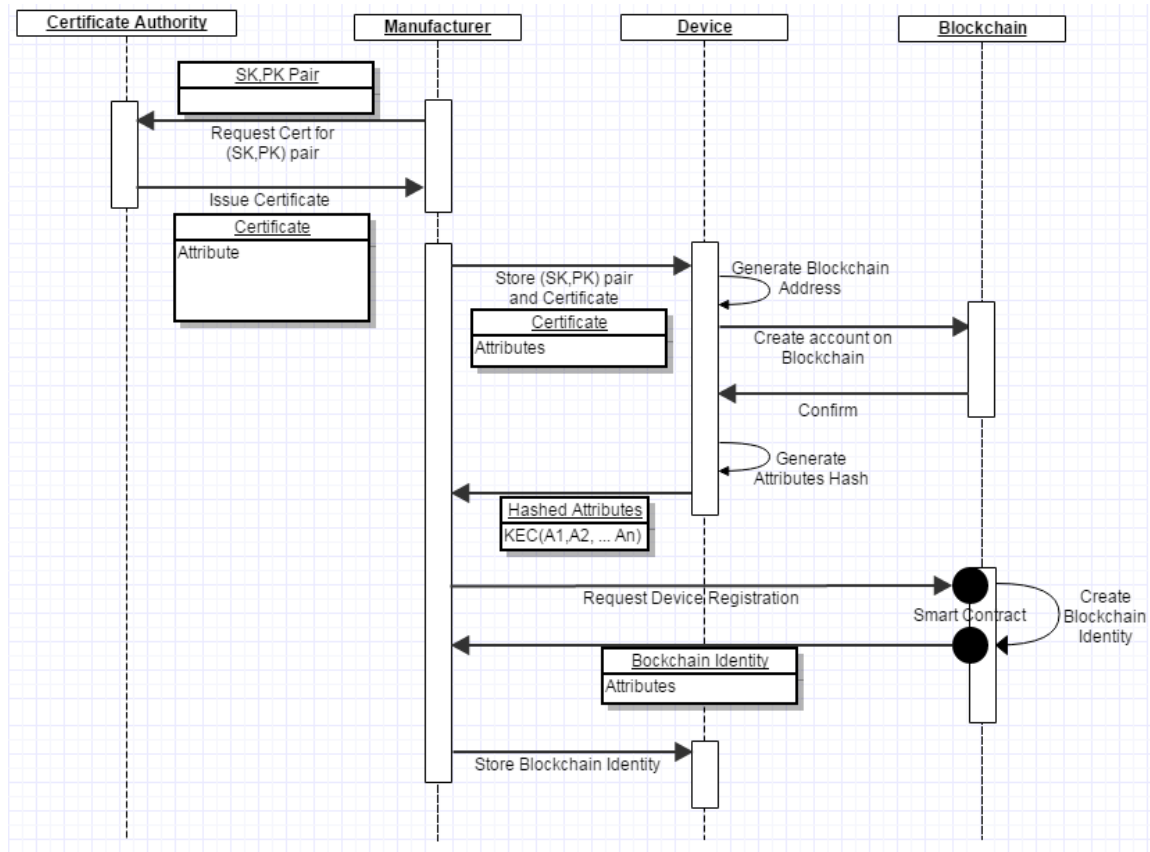 Certificate Authority
Manufacturer
Device
Blockchain
SK,PK Pair
Request Cert for
(SK,PK) pair
Issue Certificate
Certificate
Attribute
Store (SK,PK) pair
and Certificate
Certificate
Attributes
Generate Blockchain
Address
Create account on
Blockchain
Confirm
Generate
Attributes Hash
Hashed Attributes
KEC(A1,A2, ... An)
Request Device Registration
Smart Contract
Create
Blockchain
Identity
Bockchain Identity
Attributes
Store Blockchain Identity